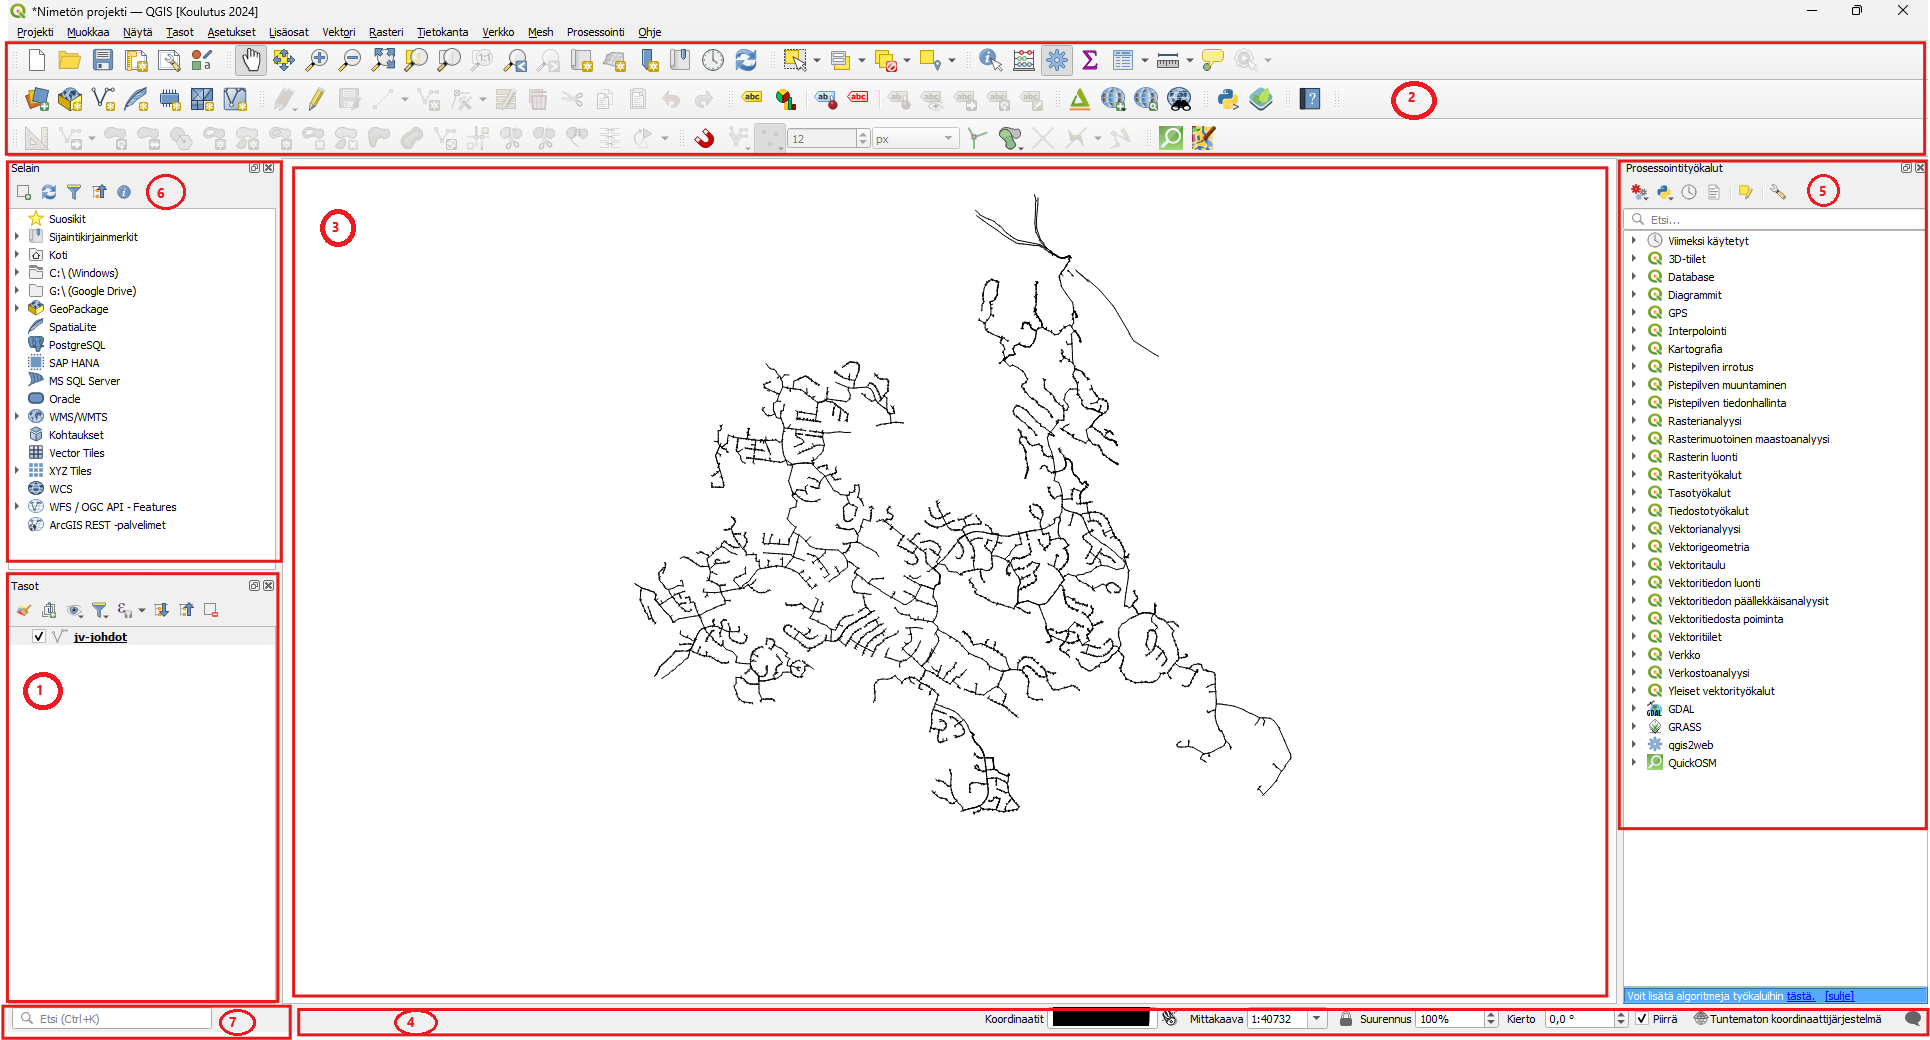 *Nimetön projekti — QGIS [Koulutus 2024]
Projekti Muokkaa Näytä Tasot Asetukset Lisäosat Vektori Rasteri Tietokanta Verkko Mesh Prosessointi Ohje
1:1
abc ab abc
2
12 px
Selain
6
Suosikit
Sijaintikirjainmerkit
Koti
C:\ (Windows)
G:\ (Google Drive)
GeoPackage
SpatiaLite
PostgreSQL
SAP HANA
MS SQL Server
Oracle
WMS/WMTS
Kohtaukset
Vector Tiles
XYZ Tiles
WCS
WFS / OGC API - Features
ArcGIS REST -palvelimet
Tasot
jv-johdot
1
Etsi (Ctrl+K)
7
3
Prosessointityökalut
5
Etsi...
Viimeksi käytetyt
3D-tiilet
Database
Diagrammit
GPS
Interpolointi
Kartografia
Pistepilven irrotus
Pistepilven muuntaminen
Pistepilven tiedonhallinta
Rasterianalyysi
Rasterimuotoinen maastoanalyysi
Rasterin luonti
Rasterityökalut
Tasotyökalut
Tiedostotyökalut
Vektorianalyysi
Vektorigeometria
Vektoritaulu
Vektoritiedon luonti
Vektoritiedon päällekkäisanalyysit
Vektoritiedosta poiminta
Vektoritiilet
Verkko
Verkostoanalyysi
Yleiset vektorityökalut
GDAL
GRASS
qgis2web
QuickOSM
Voit lisätä algoritmeja työkaluihin tästä. [sulje]
4
Koordinaatit Mittakaava 1:40732 Suurennus 100% Kierto 0,0 ° Piirrä Tuntematon koordinaattijärjestelmä